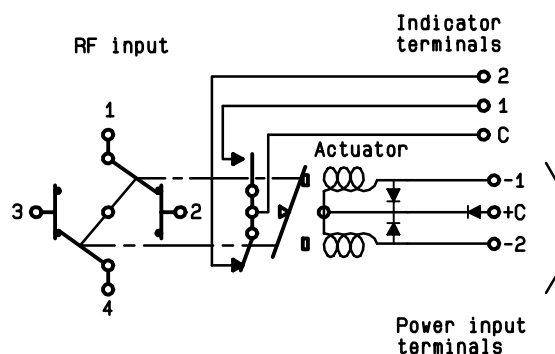 Indicator
terminals
RF input
2
1
C
1
Actuator
-1
3
2
+C
-2
4
Power input
terminals